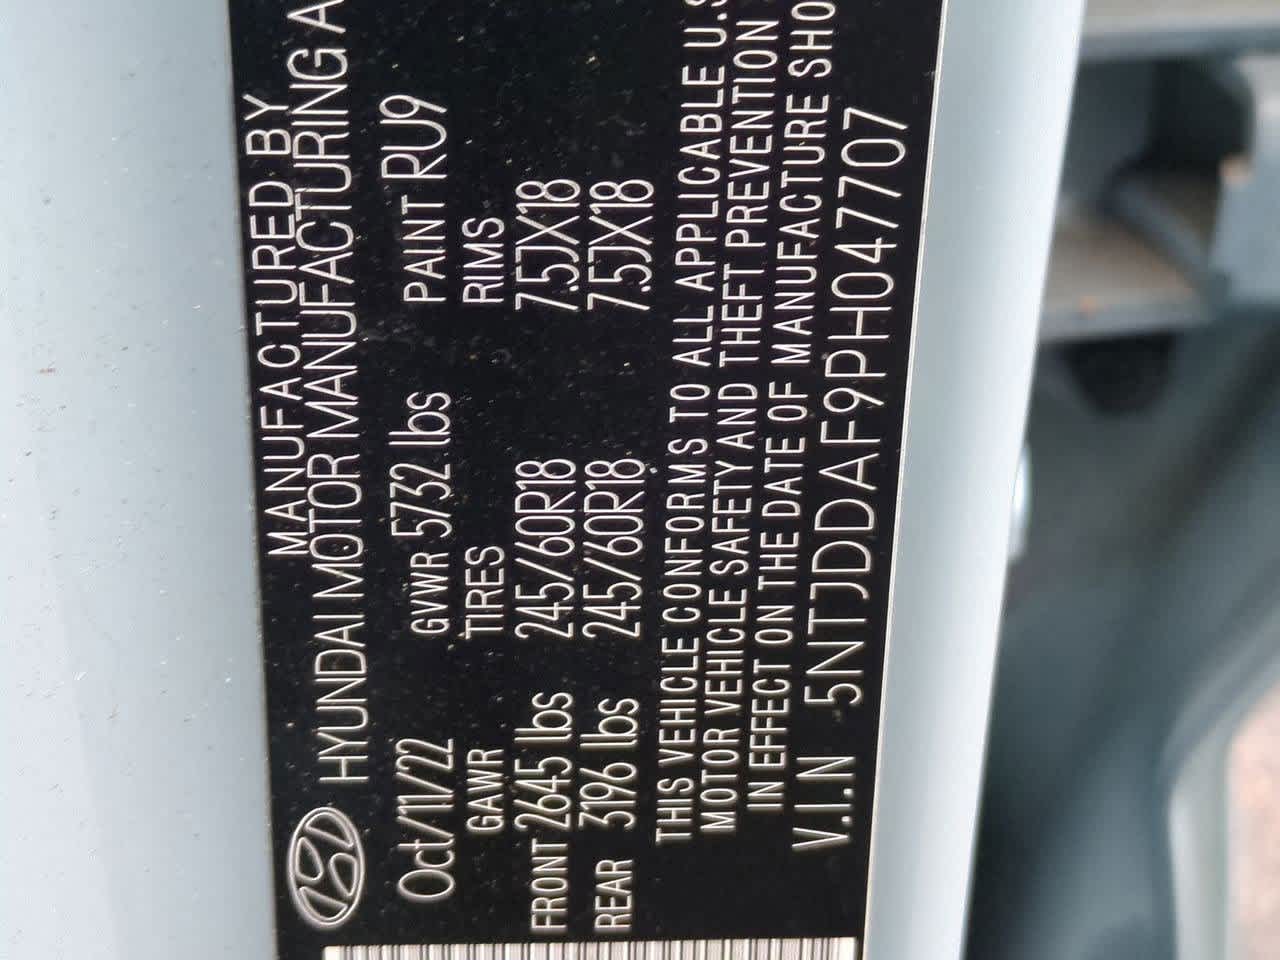 MANUFACTURED BY
HYUNDAI MOTOR MANUFACTURING A
Oct/11/22 GVWR 5732 lbs PAINT RU9
GAWR TIRES RIMS
FRONT 2645 lbs 245/60R18 7.5JX18
REAR 3196 lbs 245/60R18 7.5JX18
THIS VEHICLE CONFORMS TO ALL APPLICABLE U.S
MOTOR VEHICLE SAFETY AND THEFT PREVENTION
IN EFFECT ON THE DATE OF MANUFACTURE SHO
V.I.N 5NTJDDAF9PH047707